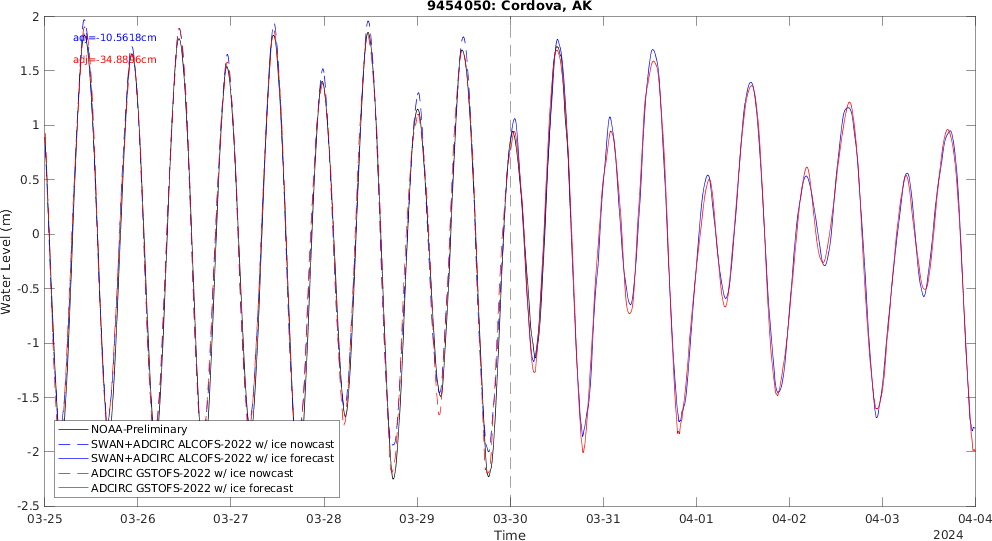 9454050: Cordova, AK
2
1.5
1
0.5
0
-0.5
-1
-1.5
-2
-2.5
Water Level (m)
adj=-10.5618cm
adj=-34.8896cm
NOAA-Preliminary
SWAN+ADCIRC ALCOFS-2022 w/ ice nowcast
SWAN+ADCIRC ALCOFS-2022 w/ ice forecast
ADCIRC GSTOFS-2022 w/ ice nowcast
ADCIRC GSTOFS-2022 w/ ice forecast
03-25 03-26 03-27 03-28 03-29 03-30 03-31 04-01 04-02 04-03 04-04
Time
2024